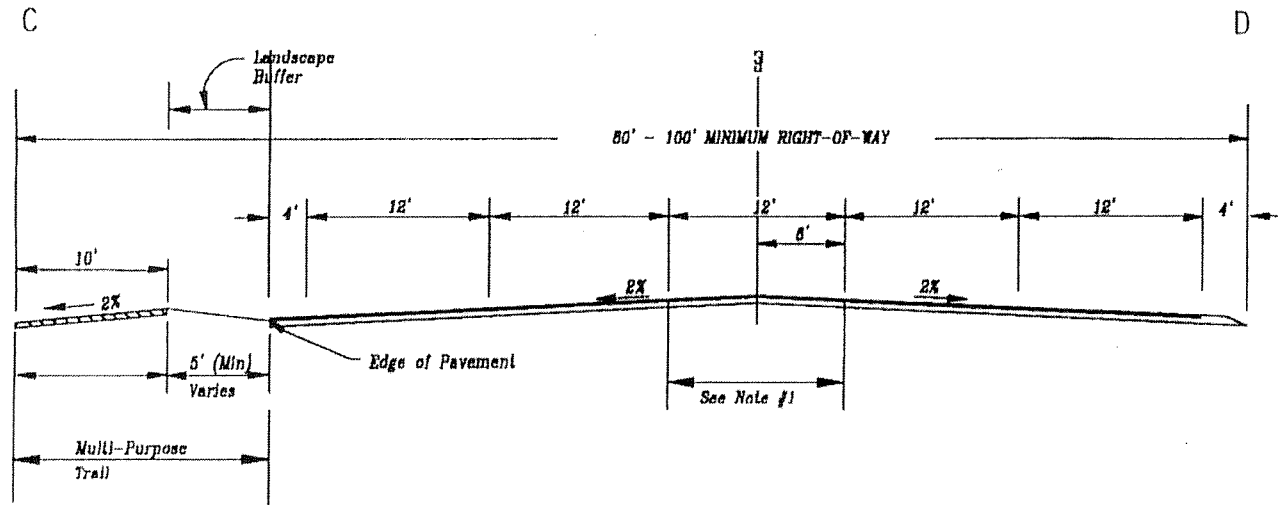 C
D
Landscape
Buffer
80' - 100' MINIMUM RIGHT-OF-WAY
4'
12'
12'
12'
12'
12'
4'
6'
10'
2%
2%
2%
5' (Min)
Varies
Edge of Pavement
See Note #1
Multi-Purpose
Trail